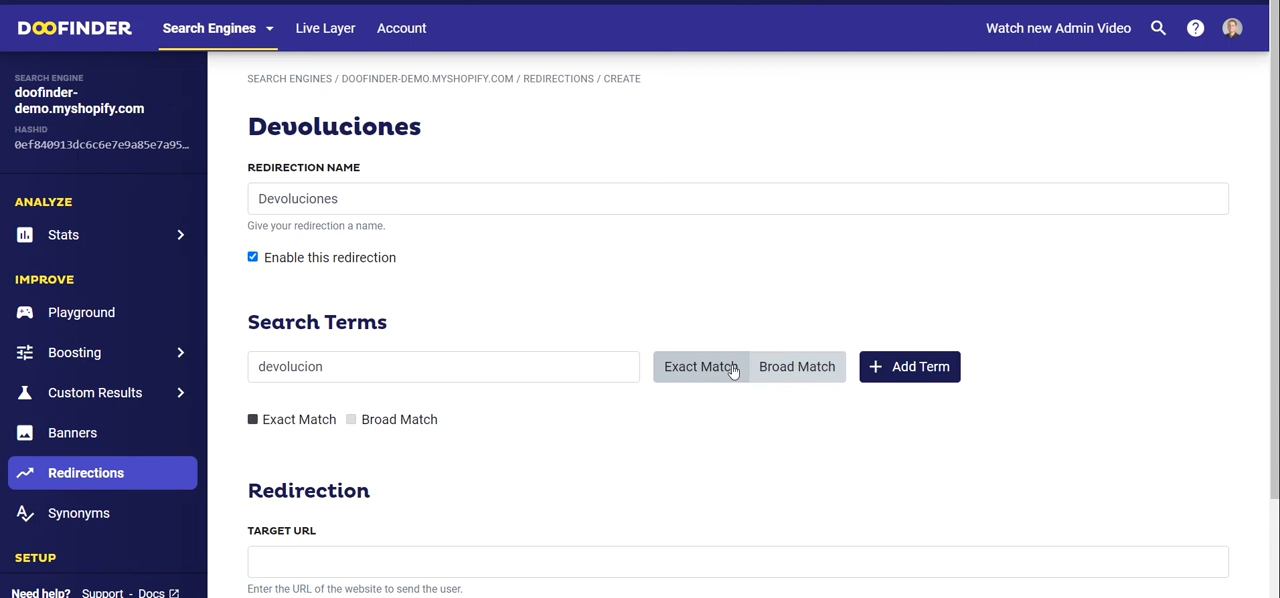 DOOFINDER
Search Engines
Live Layer
Account
Watch new Admin Video
SEARCH ENGINE
doofinder-
demo.myshopify.com
HASHID
0ef840913dc6c6e7e9a85e7a95...
ANALYZE
Stats
IMPROVE
Playground
Boosting
Custom Results
Banners
Redirections
Synonyms
SETUP
Need help? Support - Docs
SEARCH ENGINES / DOOFINDER-DEMO.MYSHOPIFY.COM / REDIRECTIONS / CREATE
Devoluciones
REDIRECTION NAME
Devoluciones
Give your redirection a name.
Enable this redirection
Search Terms
devolucion
Exact Match
Broad Match
+ Add Term
Exact Match
Broad Match
Redirection
TARGET URL
Enter the URL of the website to send the user.